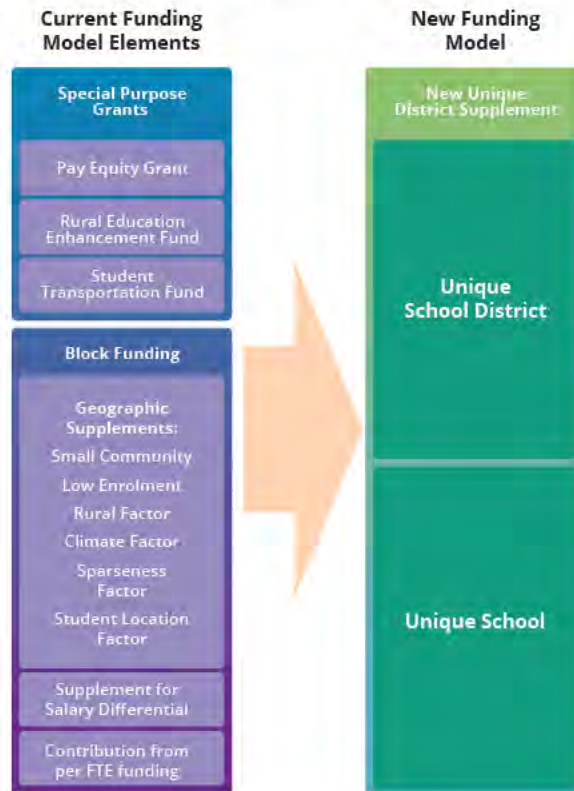 Current Funding
Model Elements
Special Purpose
Grants
Pay Equity Grant
Rural Education
Enhancement Fund
Student
Transportation Fund
Block Funding
Geographic
Supplements:
Small Community
Low Enrolment
Rural Factor
Climate Factor
Sparseness
Factor
Student Location
Factor
Supplement for
Salary Differential
Contribution from
per FTE funding
New Funding
Model
New Unique
District Supplement
Unique
School District
Unique School